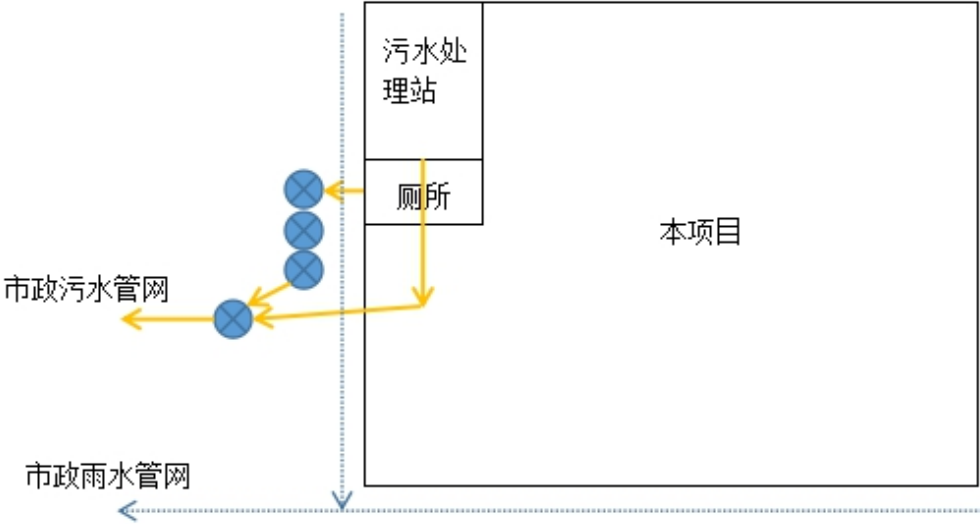 污水处
理站
厕所
本项目
市政污水管网
市政雨水管网